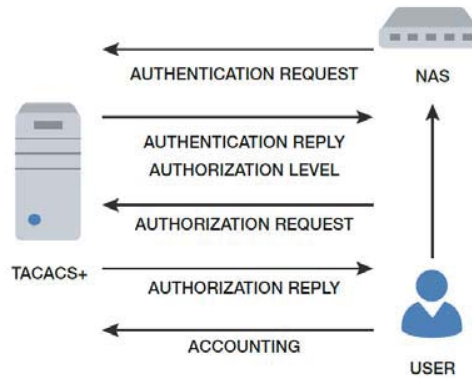 AUTHENTICATION REQUEST
NAS
AUTHENTICATION REPLY
AUTHORIZATION LEVEL
AUTHORIZATION REQUEST
TACACS+
AUTHORIZATION REPLY
ACCOUNTING
USER